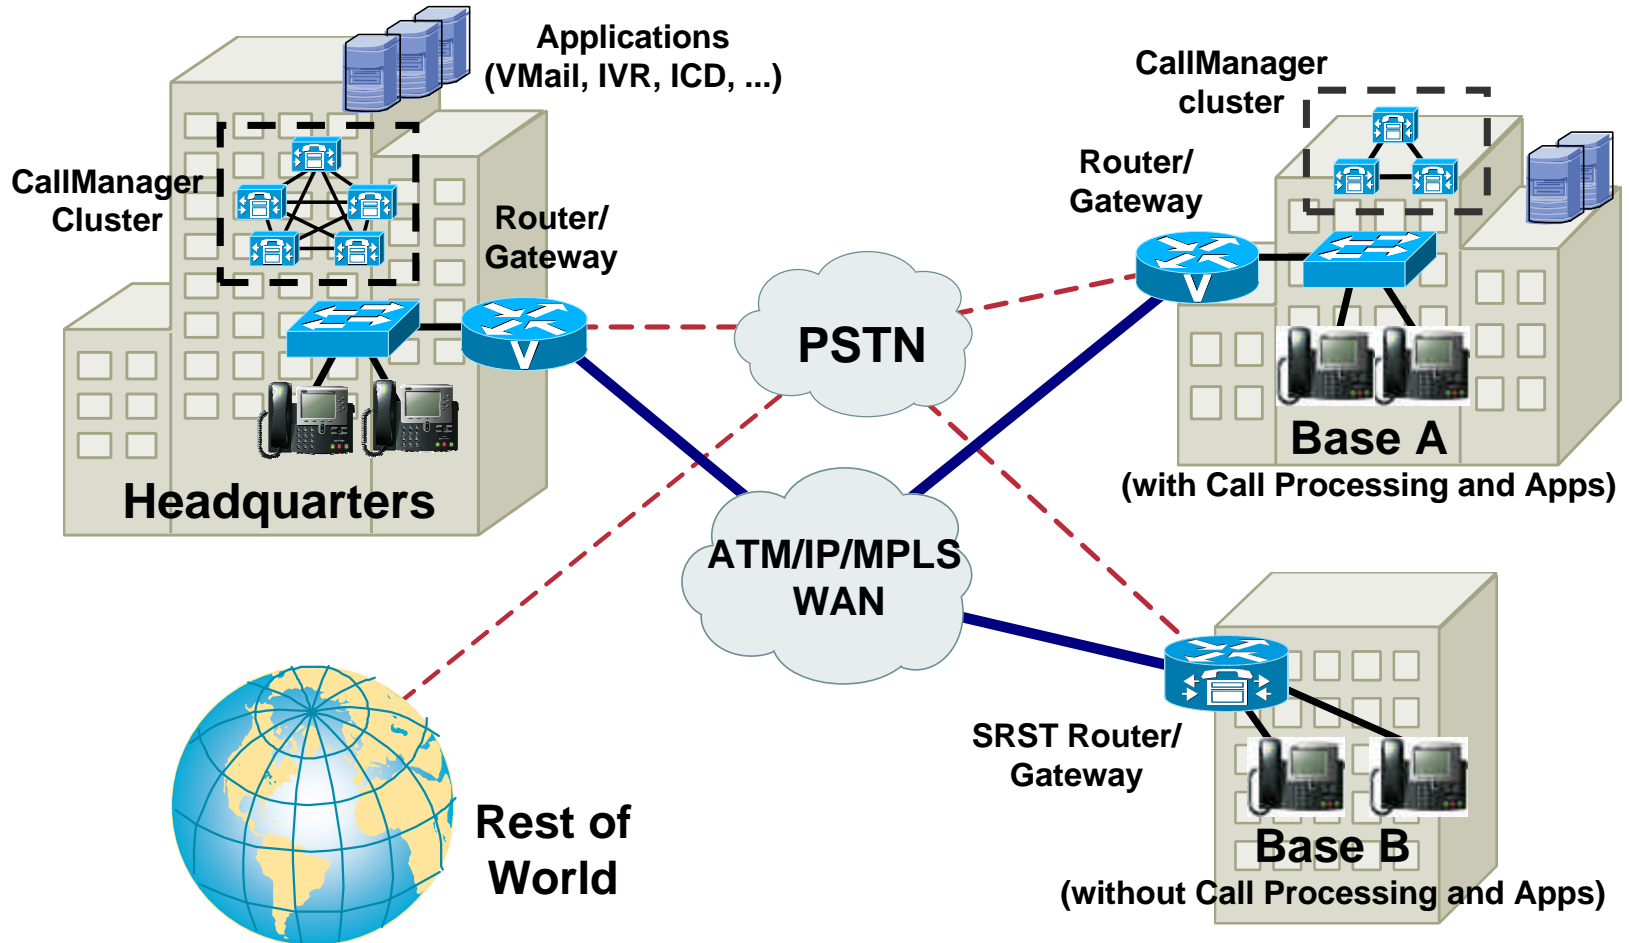 Applications
(VMail, IVR, ICD, ...)
CallManager
cluster
CallManager
Cluster
Router/
Gateway
Router/
Gateway
V
V
PSTN
Headquarters
Base A
(with Call Processing and Apps)
ATM/IP/MPLS
WAN
SRST Router/
Gateway
Rest of
World
Base B
(without Call Processing and Apps)